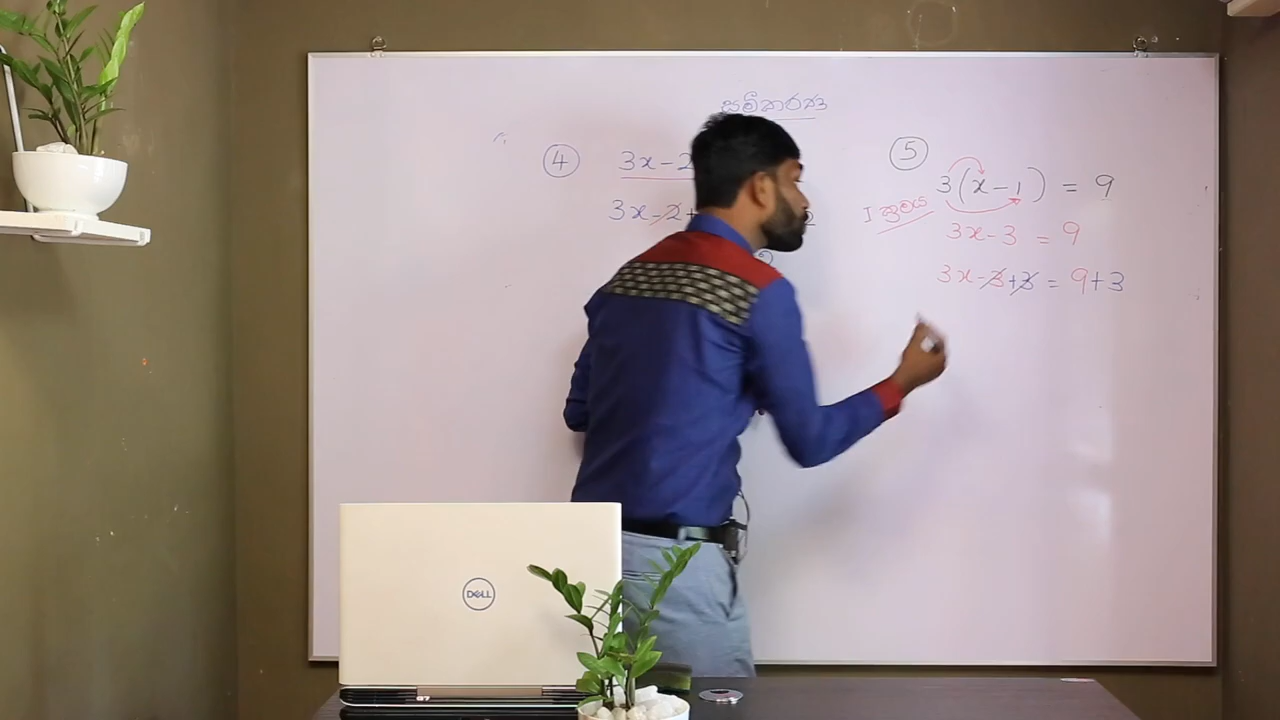 සමීකරණ
④ 3x - 2
3x - 2 +
2
⑤ 3(x - 1) = 9
I ක්‍රමය
3x - 3 = 9
3x - 3 + 3 = 9 + 3
DELL